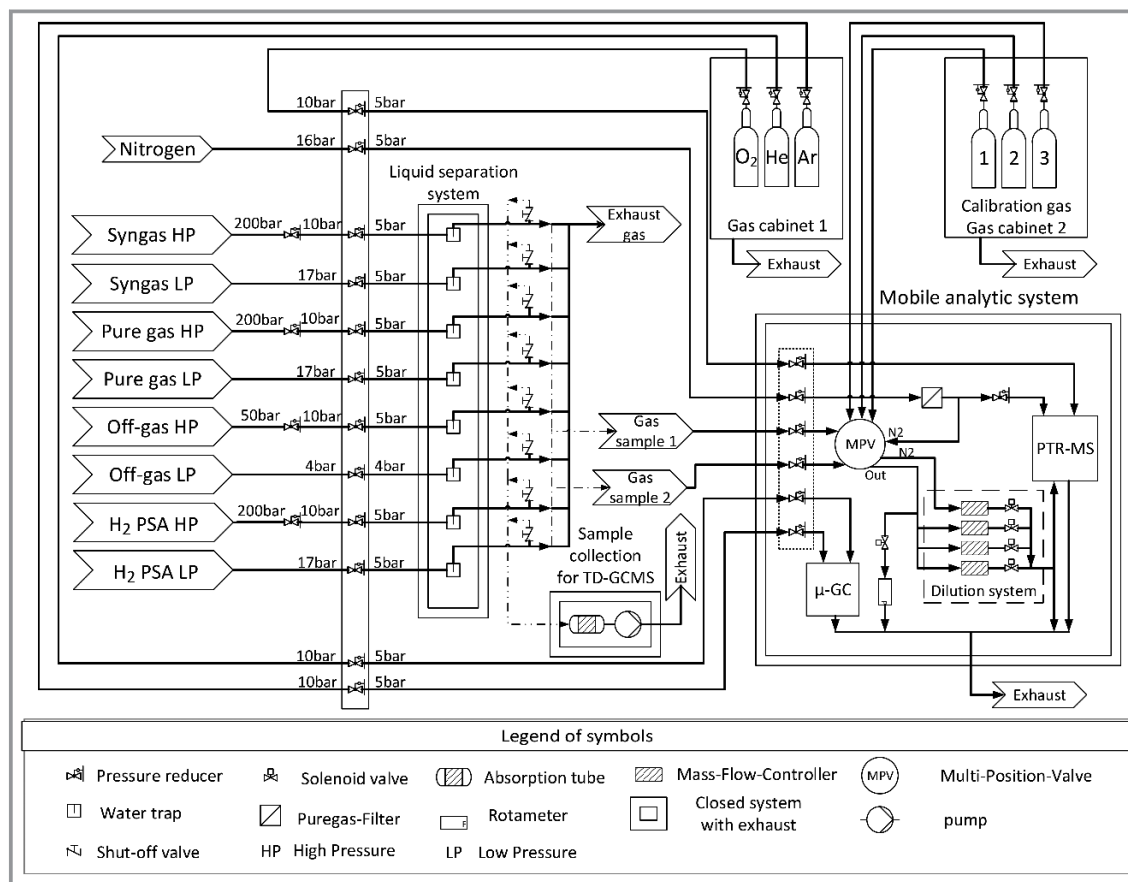 10bar 5bar
Nitrogen 16bar 5bar
Liquid separation
system
Syngas HP 200bar 10bar 5bar
Syngas LP 17bar 5bar
Pure gas HP 200bar 10bar 5bar
Pure gas LP 17bar 5bar
Off-gas HP 50bar 10bar 5bar
Off-gas LP 4bar 4bar
H2 PSA HP 200bar 10bar 5bar
H2 PSA LP 17bar 5bar
10bar 5bar
10bar 5bar
Exhaust
gas
O2 He Ar
Gas cabinet 1
Exhaust
1 2 3
Calibration gas
Gas cabinet 2
Exhaust
Gas
sample 1
Gas
sample 2
Sample
collection
for TD-GCMS
Exhaust
Mobile analytic system
MPV
N2
N2
Out
PTR-MS
Dilution system
μ-GC
F
Exhaust
Legend of symbols
Pressure reducer Solenoid valve Absorption tube Mass-Flow-Controller MPV Multi-Position-Valve
Water trap Puregas-Filter F Rotameter Closed system
with exhaust pump
Shut-off valve HP High Pressure LP Low Pressure